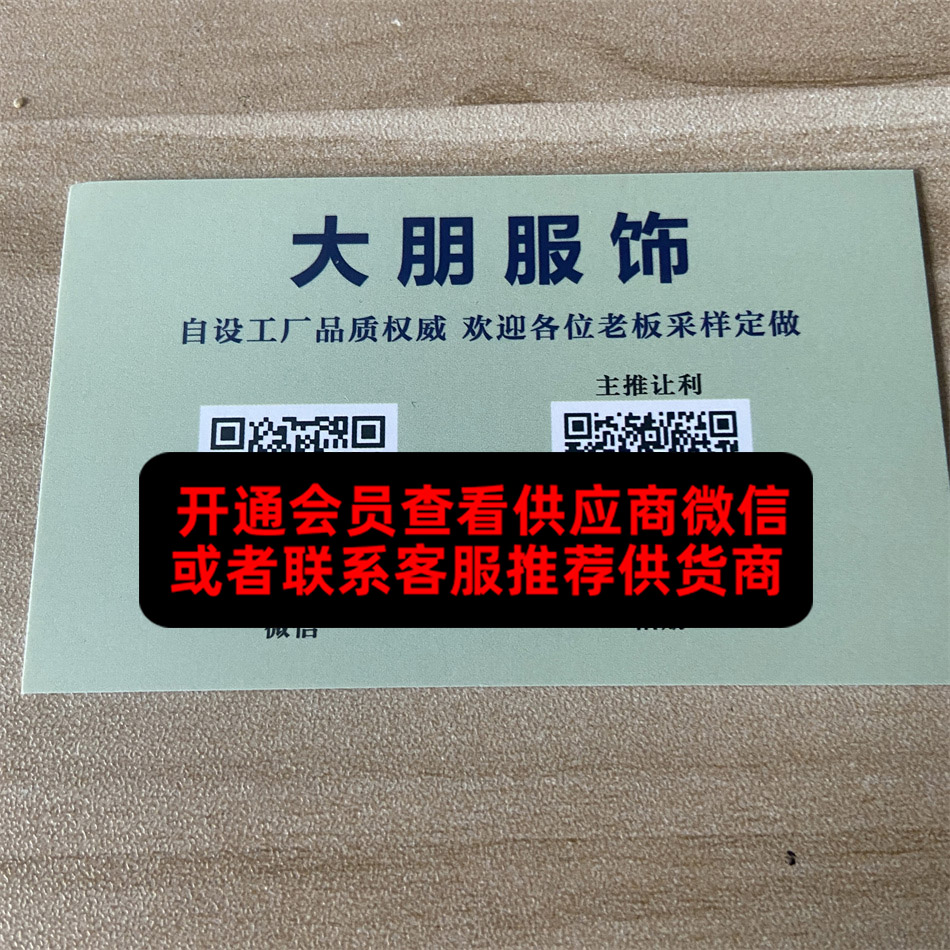 大朋服饰
自设工厂品质权威 欢迎各位老板采样定做
主推让利
开通会员查看供应商微信
或者联系客服推荐供货商
微信